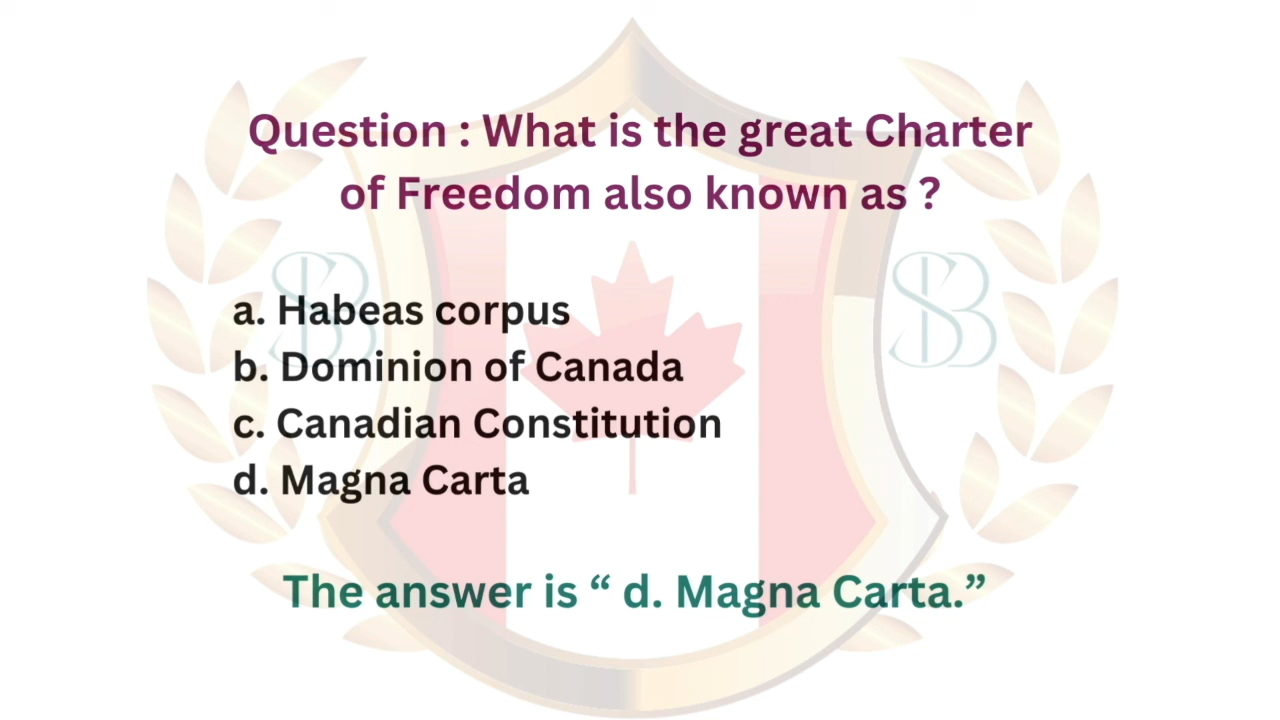 Question : What is the great Charter
of Freedom also known as ?
a. Habeas corpus
b. Dominion of Canada
c. Canadian Constitution
d. Magna Carta
The answer is “ d. Magna Carta.”